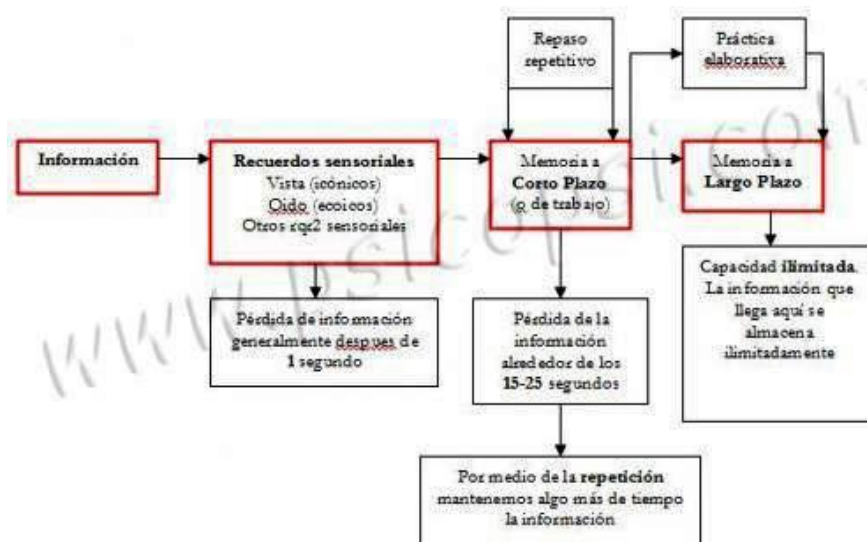 Repaso
repetitivo
Práctica
elaborativa
Información
Recuerdos sensoriales
Vista (icónicos)
Oido (ecoicos)
Otros rqr2 sensoriales
Memoria a
Corto Plazo
(o de trabajo)
Memoria a
Largo Plazo
Pérdida de información
generalmente despues de
1 segundo
Pérdida de la
información
alrededor de los
15-25 segundos
Capacidad ilimitada.
La información que
llega aquí se
almacena
ilimitadamente
Por medio de la repetición
mantenemos algo más de tiempo
la información
www.psicopsi.com